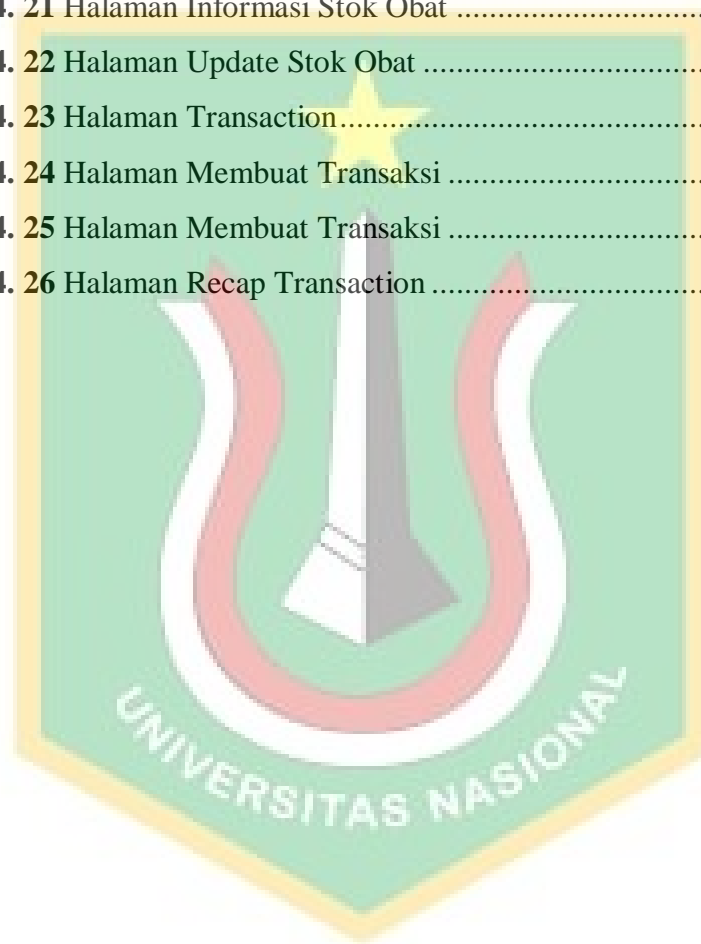 4. 21 Halaman Informasi Stok Obat ................................
4. 22 Halaman Update Stok Obat ....................................
4. 23 Halaman Transaction..............................................
4. 24 Halaman Membuat Transaksi .................................
4. 25 Halaman Membuat Transaksi .................................
4. 26 Halaman Recap Transaction ...................................
UNIVERSITAS NASIONAL